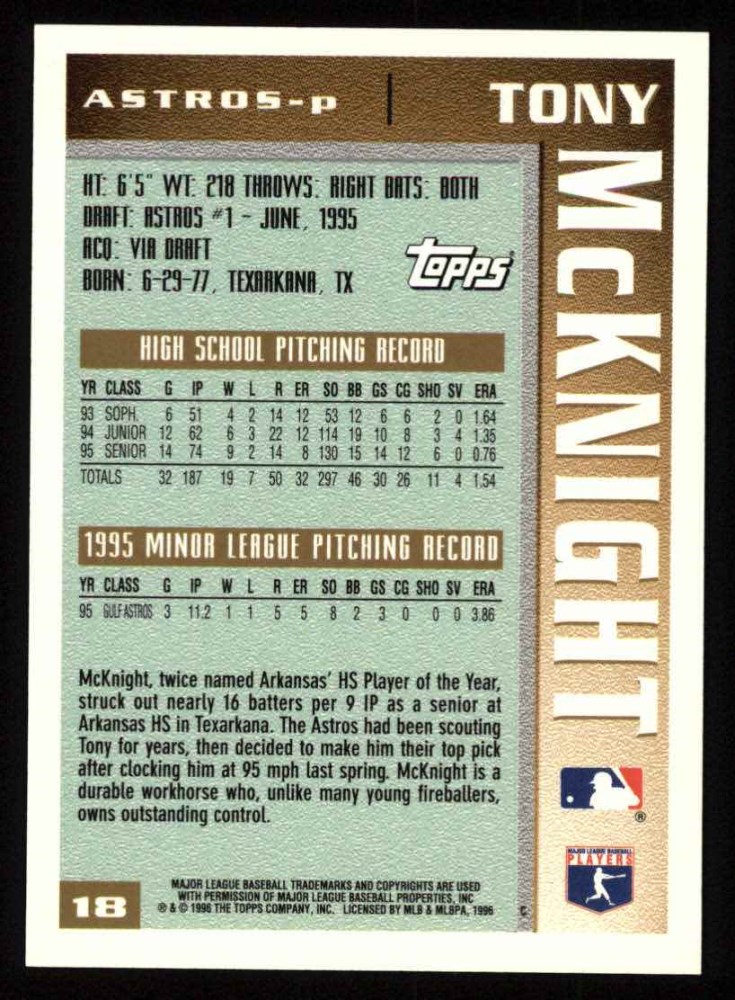 ASTROS-P
TONY
MCKNIGHT
HT: 6'5" WT: 218 THROWS: RIGHT BATS: BOTH
DRAFT: ASTROS #1 - JUNE, 1995
ACQ: VIA DRAFT
BORN: 6-29-77, TEXARKANA, TX
Topps
HIGH SCHOOL PITCHING RECORD
YR CLASS G IP W L R ER SO BB GS CG SHO SV ERA
93 SOPH. 6 51 4 2 14 12 53 12 6 6 2 0 1.64
94 JUNIOR 12 62 6 3 22 12 114 19 10 8 3 4 1.35
95 SENIOR 14 74 9 2 14 8 130 15 14 12 6 0 0.76
TOTALS 32 187 19 7 50 32 297 46 30 26 11 4 1.54
1995 MINOR LEAGUE PITCHING RECORD
YR CLASS G IP W L R ER SO BB GS CG SHO SV ERA
95 GULF ASTROS 3 11.2 1 1 5 5 8 2 3 0 0 0 3.86
McKnight, twice named Arkansas' HS Player of the Year,
struck out nearly 16 batters per 9 IP as a senior at
Arkansas HS in Texarkana. The Astros had been scouting
Tony for years, then decided to make him their top pick
after clocking him at 95 mph last spring. McKnight is a
durable workhorse who, unlike many young fireballers,
owns outstanding control.
®
MAJOR LEAGUE BASEBALL
PLAYERS
18
MAJOR LEAGUE BASEBALL TRADEMARKS AND COPYRIGHTS ARE USED
WITH PERMISSION OF MAJOR LEAGUE BASEBALL PROPERTIES, INC
® & © 1996 THE TOPPS COMPANY, INC. LICENSED BY MLB & MLBPA, 1996
C